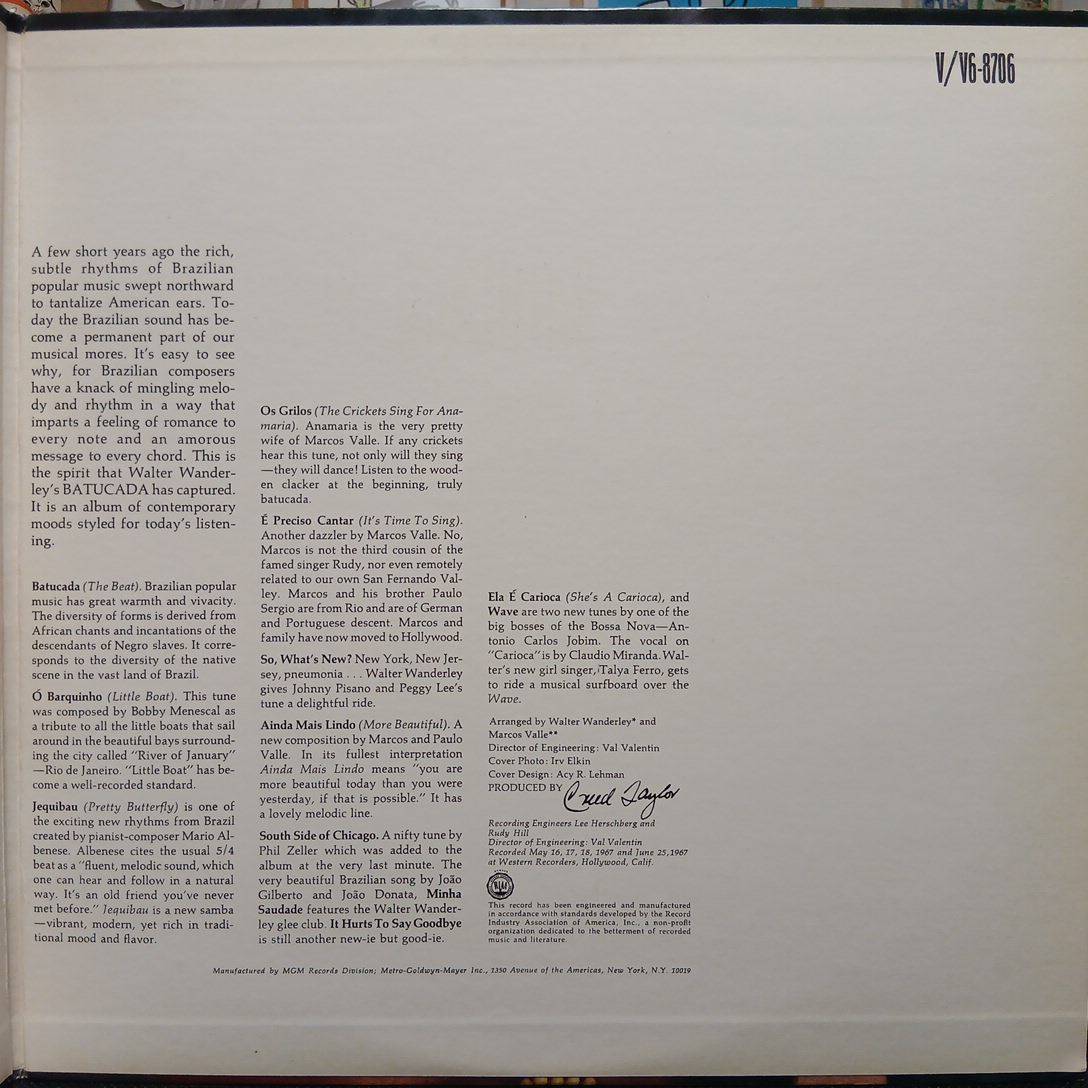 V/V6-8706
A few short years ago the rich,
subtle rhythms of Brazilian
popular music swept northward
to tantalize American ears. To-
day the Brazilian sound has be-
come a permanent part of our
musical mores. It's easy to see
why, for Brazilian composers
have a knack of mingling melo-
dy and rhythm in a way that
imparts a feeling of romance to
every note and an amorous
message to every chord. This is
the spirit that Walter Wander-
ley's BATUCADA has captured.
It is an album of contemporary
moods styled for today's listen-
ing.
Batucada (The Beat). Brazilian popular
music has great warmth and vivacity.
The diversity of forms is derived from
African chants and incantations of the
descendants of Negro slaves. It corre-
sponds to the diversity of the native
scene in the vast land of Brazil.
Ó Barquinho (Little Boat). This tune
was composed by Bobby Menescal as
a tribute to all the little boats that sail
around in the beautiful bays surround-
ing the city called "River of January"
—Rio de Janeiro. "Little Boat" has be-
come a well-recorded standard.
Jequibau (Pretty Butterfly) is one of
the exciting new rhythms from Brazil
created by pianist-composer Mario Al-
benese. Albenese cites the usual 5/4
beat as a "fluent, melodic sound, which
one can hear and follow in a natural
way. It's an old friend you've never
met before." Jequibau is a new samba
—vibrant, modern, yet rich in tradi-
tional mood and flavor.
Os Grilos (The Crickets Sing For Ana-
maria). Anamaria is the very pretty
wife of Marcos Valle. If any crickets
hear this tune, not only will they sing
—they will dance! Listen to the wood-
en clacker at the beginning, truly
batucada.
É Preciso Cantar (It's Time To Sing).
Another dazzler by Marcos Valle. No,
Marcos is not the third cousin of the
famed singer Rudy, nor even remotely
related to our own San Fernando Val-
ley. Marcos and his brother Paulo
Sergio are from Rio and are of German
and Portuguese descent. Marcos and
family have now moved to Hollywood.
So, What's New? New York, New Jer-
sey, pneumonia . . . Walter Wanderley
gives Johnny Pisano and Peggy Lee's
tune a delightful ride.
Ainda Mais Lindo (More Beautiful). A
new composition by Marcos and Paulo
Valle. In its fullest interpretation
Ainda Mais Lindo means "you are
more beautiful today than you were
yesterday, if that is possible." It has
a lovely melodic line.
South Side of Chicago. A nifty tune by
Phil Zeller which was added to the
album at the very last minute. The
very beautiful Brazilian song by João
Gilberto and João Donata, Minha
Saudade features the Walter Wander-
ley glee club. It Hurts To Say Goodbye
is still another new-ie but good-ie.
Ela É Carioca (She's A Carioca), and
Wave are two new tunes by one of the
big bosses of the Bossa Nova—An-
tonio Carlos Jobim. The vocal on
"Carioca" is by Claudio Miranda. Wal-
ter's new girl singer, Talya Ferro, gets
to ride a musical surfboard over the
Wave.
Arranged by Walter Wanderley* and
Marcos Valle**
Director of Engineering: Val Valentin
Cover Photo: Irv Elkin
Cover Design: Acy R. Lehman
PRODUCED BY Creed Taylor
Recording Engineers Lee Herschberg and
Rudy Hill
Director of Engineering: Val Valentin
Recorded May 16, 17, 18, 1967 and June 25, 1967
at Western Recorders, Hollywood, Calif.
This record has been engineered and manufactured
in accordance with standards developed by the Record
Industry Association of America, Inc., a non-profit
organization dedicated to the betterment of recorded
music and literature.
Manufactured by MGM Records Division; Metro-Goldwyn-Mayer Inc., 1350 Avenue of the Americas, New York, N.Y. 10019